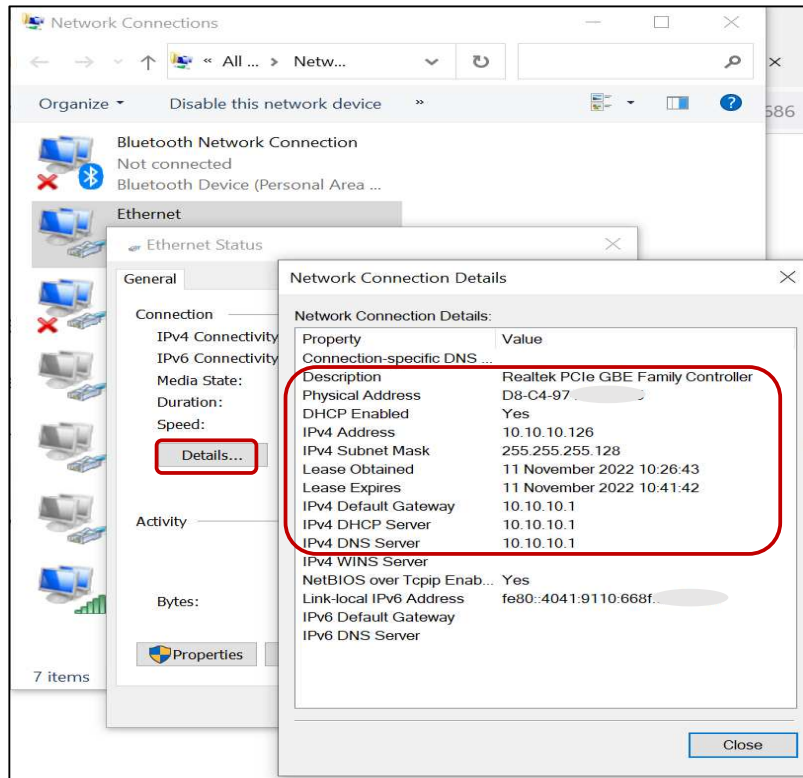 Network Connections
« All ... > Netw...
Organize Disable this network device »
686
Bluetooth Network Connection
Not connected
Bluetooth Device (Personal Area ...
Ethernet
Ethernet Status
General
Connection
IPv4 Connectivity
IPv6 Connectivity
Media State:
Duration:
Speed:
Details...
Activity
Bytes:
Properties
7 items
Network Connection Details
Network Connection Details:
Property Value
Connection-specific DNS ...
Description Realtek PCIe GBE Family Controller
Physical Address D8-C4-97
DHCP Enabled Yes
IPv4 Address 10.10.10.126
IPv4 Subnet Mask 255.255.255.128
Lease Obtained 11 November 2022 10:26:43
Lease Expires 11 November 2022 10:41:42
IPv4 Default Gateway 10.10.10.1
IPv4 DHCP Server 10.10.10.1
IPv4 DNS Server 10.10.10.1
IPv4 WINS Server
NetBIOS over Tcpip Enab... Yes
Link-local IPv6 Address fe80::4041:9110:668f
IPv6 Default Gateway
IPv6 DNS Server
Close